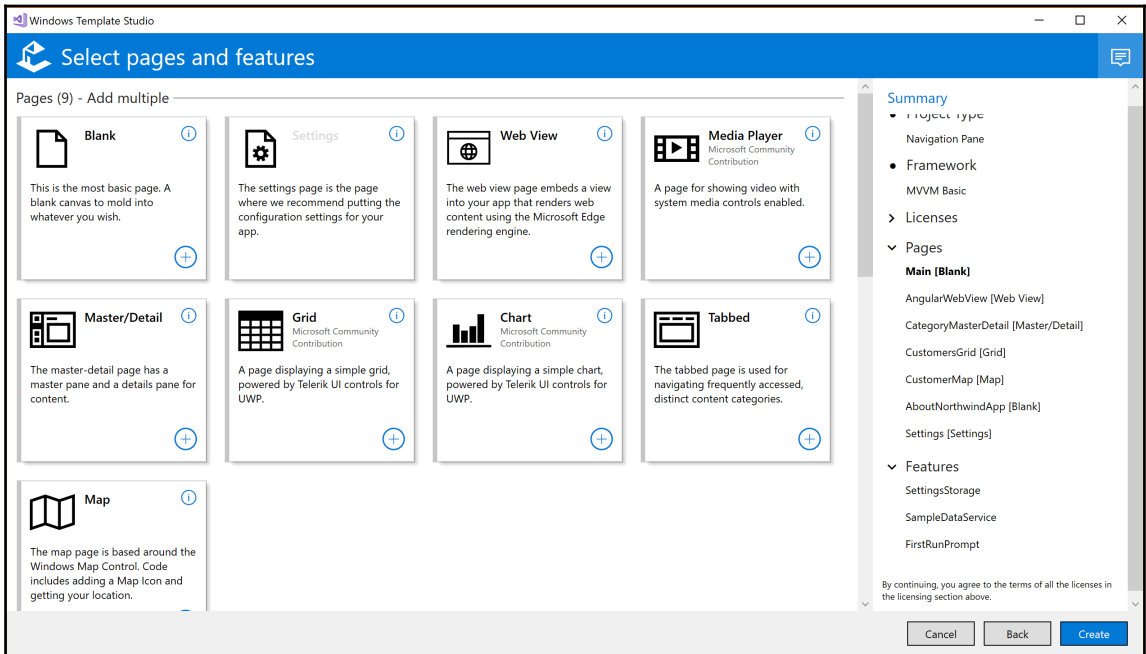 Windows Template Studio
Select pages and features
Pages (9) - Add multiple
Blank
This is the most basic page. A
blank canvas to mold into
whatever you wish.
Settings
The settings page is the page
where we recommend putting the
configuration settings for your
app.
Web View
The web view page embeds a view
into your app that renders web
content using the Microsoft Edge
rendering engine.
Media Player
Microsoft Community
Contribution
A page for showing video with
system media controls enabled.
Master/Detail
The master-detail page has a
master pane and a details pane for
content.
Grid
Microsoft Community
Contribution
A page displaying a simple grid,
powered by Telerik UI controls for
UWP.
Chart
Microsoft Community
Contribution
A page displaying a simple chart,
powered by Telerik UI controls for
UWP.
Tabbed
The tabbed page is used for
navigating frequently accessed,
distinct content categories.
Map
The map page is based around the
Windows Map Control. Code
includes adding a Map Icon and
getting your location.
Summary
Project Type
Navigation Pane
Framework
MVVM Basic
Licenses
Pages
Main [Blank]
AngularWebView [Web View]
CategoryMasterDetail [Master/Detail]
CustomersGrid [Grid]
CustomerMap [Map]
AboutNorthwindApp [Blank]
Settings [Settings]
Features
SettingsStorage
SampleDataService
FirstRunPrompt
By continuing, you agree to the terms of all the licenses in
the licensing section above.
Cancel
Back
Create